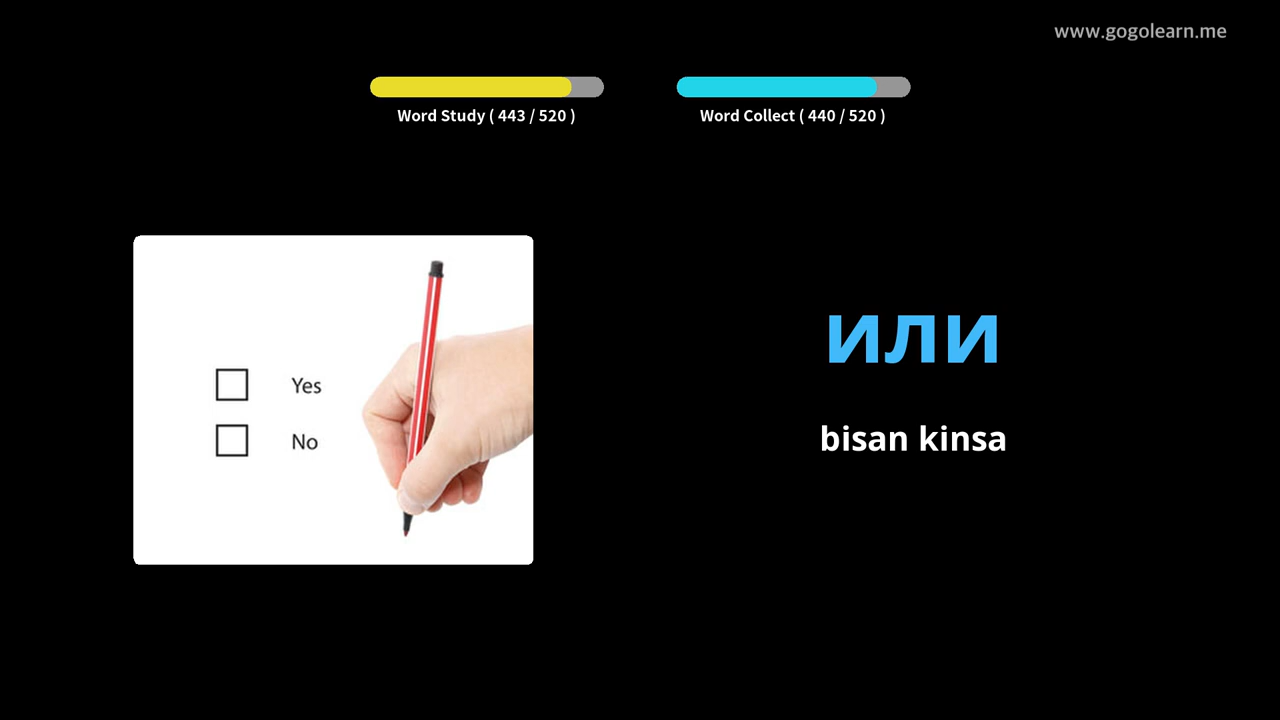 www.gogolearn.me
Word Study ( 443 / 520 )
Word Collect ( 440 / 520 )
Yes
No
или
bisan kinsa